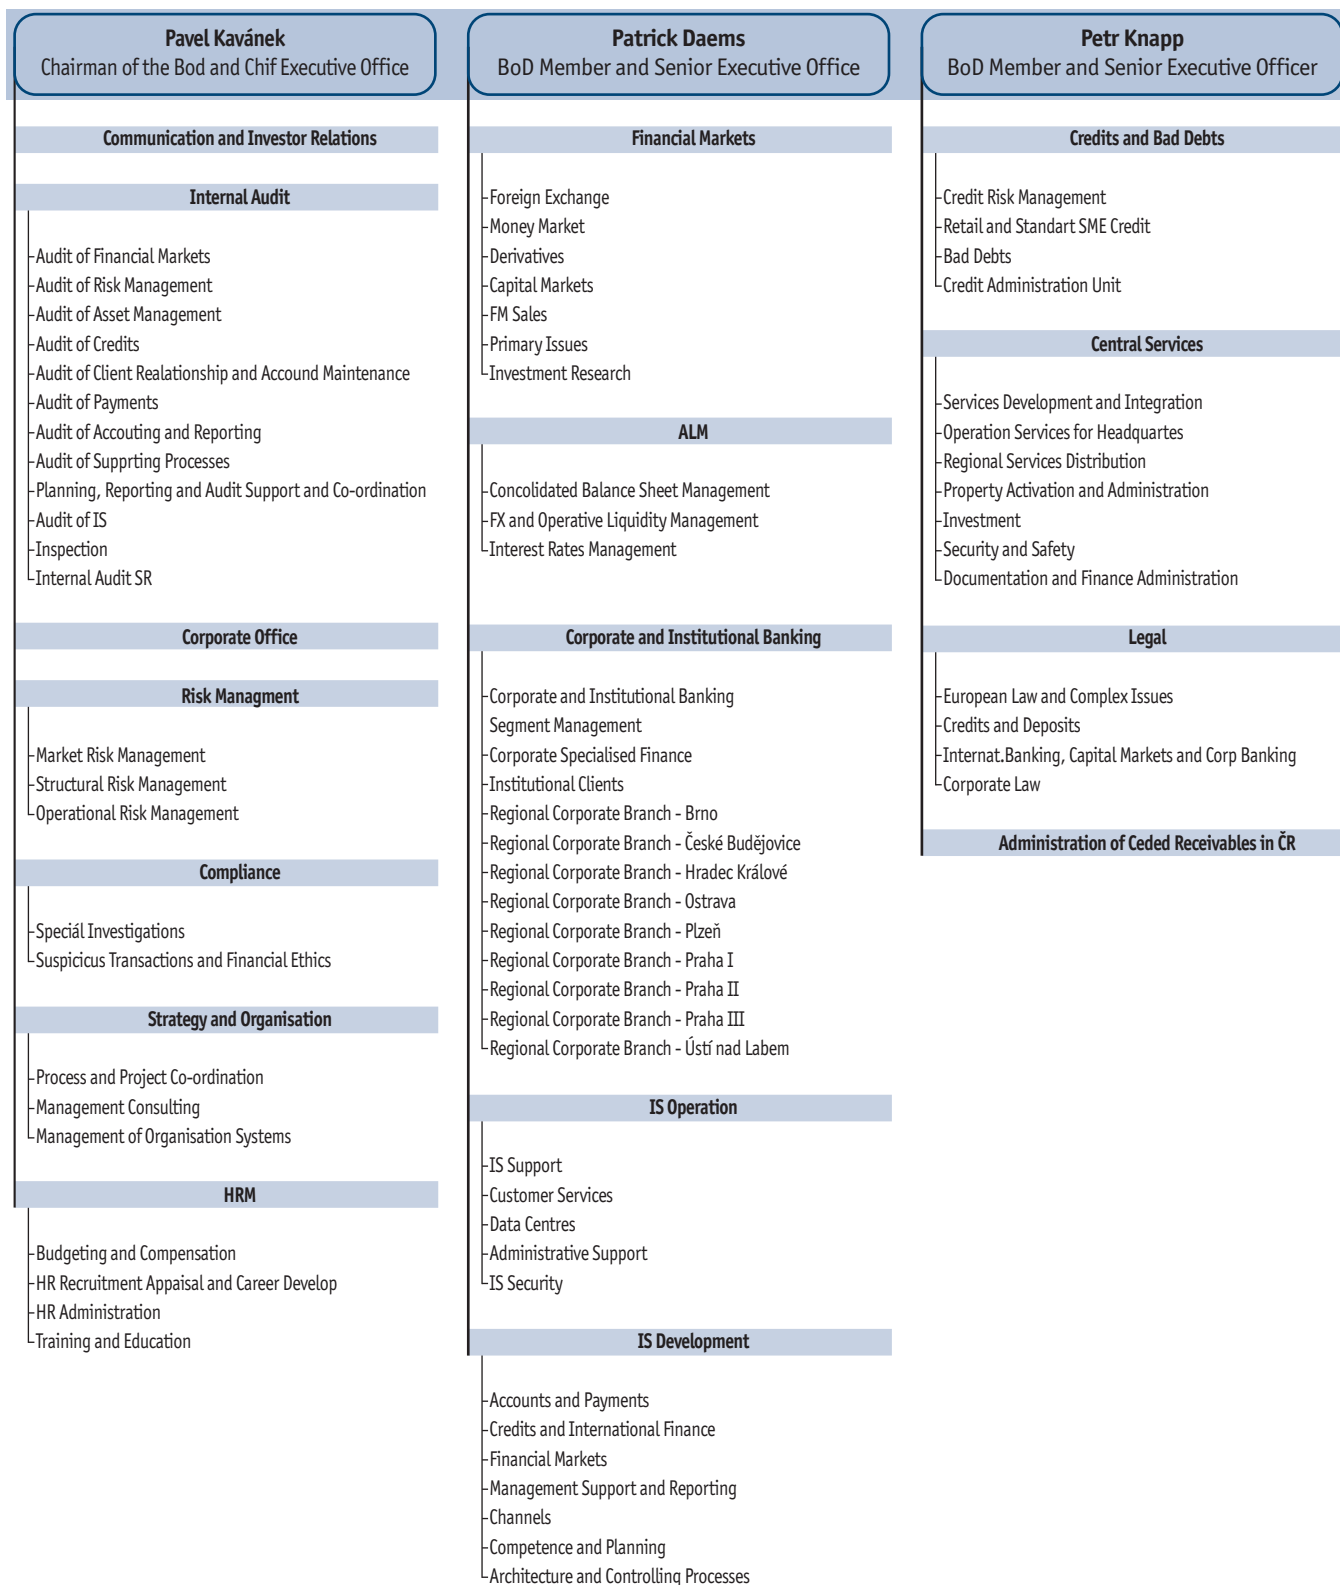 Pavel Kavánek
Chairman of the Bod and Chif Executive Office
Communication and Investor Relations
Internal Audit
Audit of Financial Markets
Audit of Risk Management
Audit of Asset Management
Audit of Credits
Audit of Client Realationship and Accound Maintenance
Audit of Payments
Audit of Accouting and Reporting
Audit of Supprting Processes
Planning, Reporting and Audit Support and Co-ordination
Audit of IS
Inspection
Internal Audit SR
Corporate Office
Risk Managment
Market Risk Management
Structural Risk Management
Operational Risk Management
Compliance
Speciál Investigations
Suspicicus Transactions and Financial Ethics
Strategy and Organisation
Process and Project Co-ordination
Management Consulting
Management of Organisation Systems
HRM
Budgeting and Compensation
HR Recruitment Appaisal and Career Develop
HR Administration
Training and Education
Patrick Daems
BoD Member and Senior Executive Office
Financial Markets
Foreign Exchange
Money Market
Derivatives
Capital Markets
FM Sales
Primary Issues
Investment Research
ALM
Concolidated Balance Sheet Management
FX and Operative Liquidity Management
Interest Rates Management
Corporate and Institutional Banking
Corporate and Institutional Banking
Segment Management
Corporate Specialised Finance
Institutional Clients
Regional Corporate Branch - Brno
Regional Corporate Branch - České Budějovice
Regional Corporate Branch - Hradec Králové
Regional Corporate Branch - Ostrava
Regional Corporate Branch - Plzeň
Regional Corporate Branch - Praha I
Regional Corporate Branch - Praha II
Regional Corporate Branch - Praha III
Regional Corporate Branch - Ústí nad Labem
IS Operation
IS Support
Customer Services
Data Centres
Administrative Support
IS Security
IS Development
Accounts and Payments
Credits and International Finance
Financial Markets
Management Support and Reporting
Channels
Competence and Planning
Architecture and Controlling Processes
Petr Knapp
BoD Member and Senior Executive Officer
Credits and Bad Debts
Credit Risk Management
Retail and Standart SME Credit
Bad Debts
Credit Administration Unit
Central Services
Services Development and Integration
Operation Services for Headquartes
Regional Services Distribution
Property Activation and Administration
Investment
Security and Safety
Documentation and Finance Administration
Legal
European Law and Complex Issues
Credits and Deposits
Internat.Banking, Capital Markets and Corp Banking
Corporate Law
Administration of Ceded Receivables in ČR